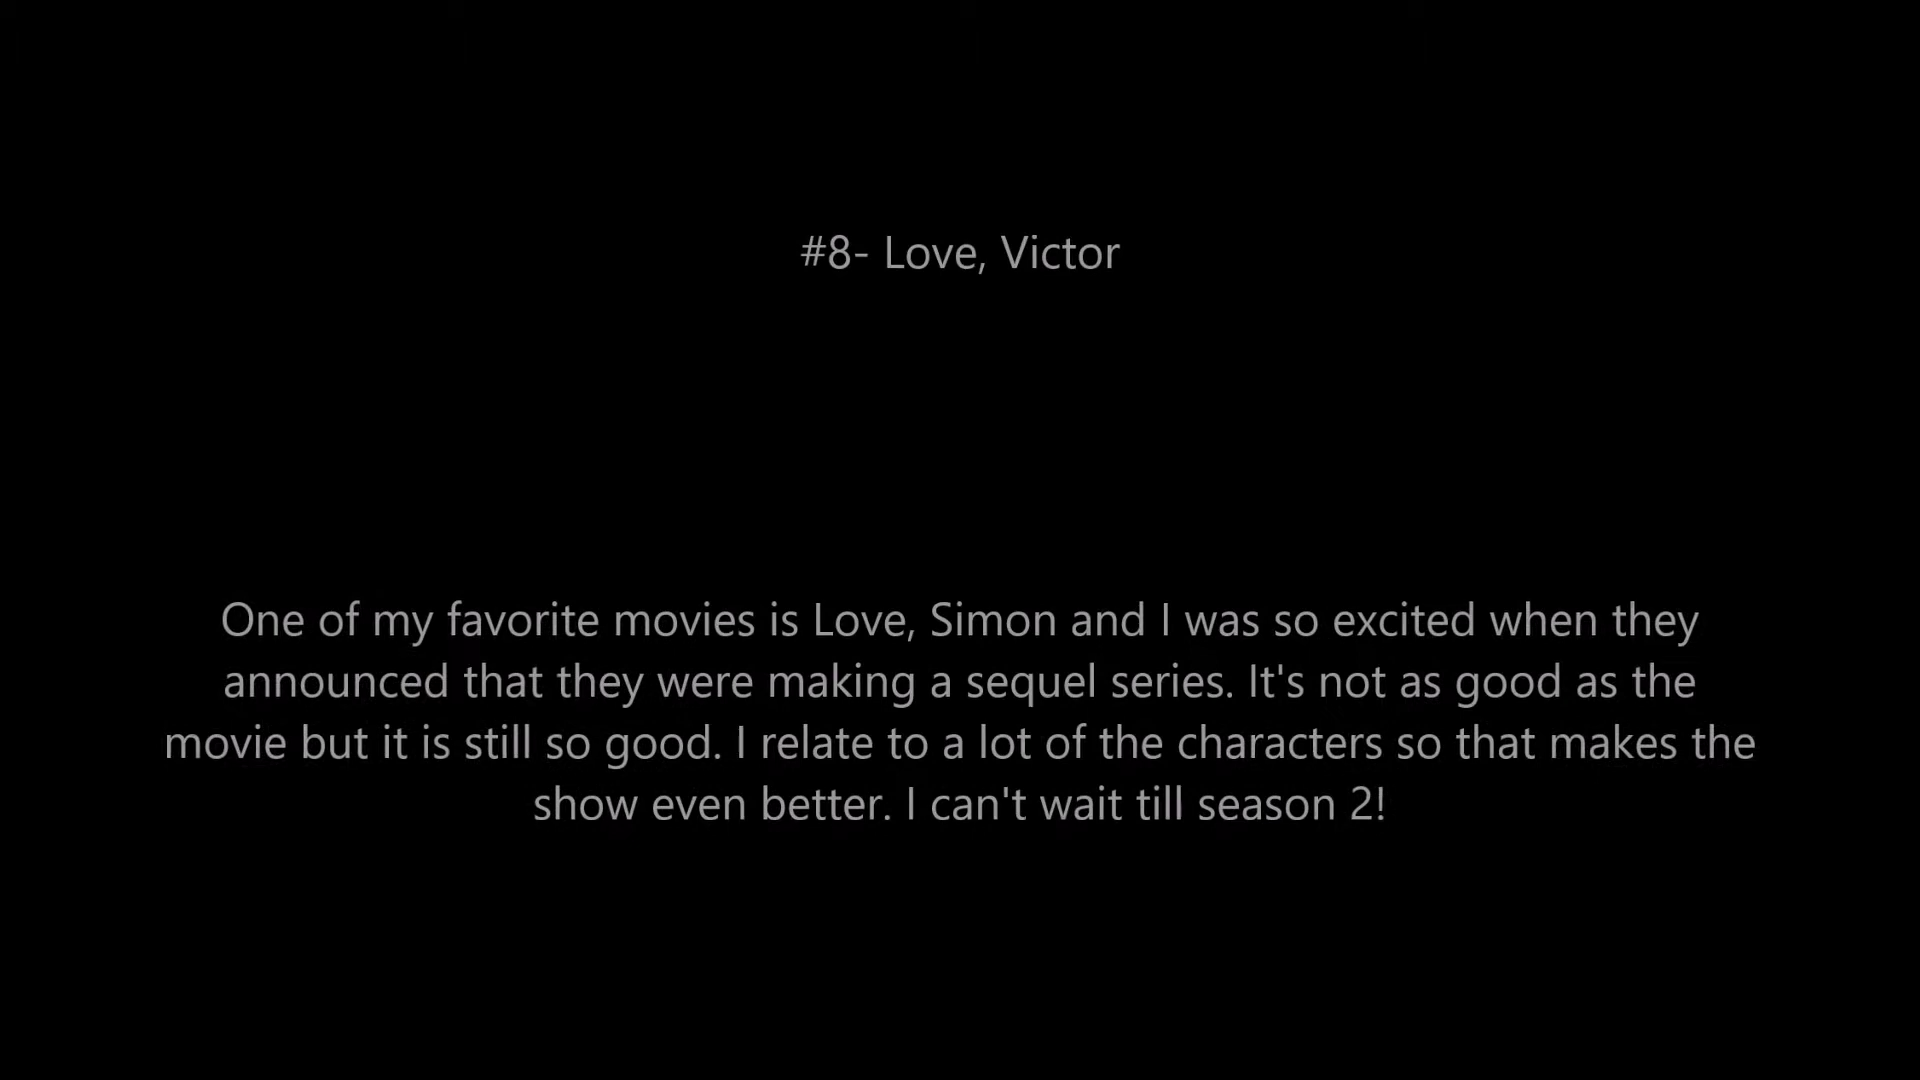 #8- Love, Victor
One of my favorite movies is Love, Simon and I was so excited when they
announced that they were making a sequel series. It's not as good as the
movie but it is still so good. I relate to a lot of the characters so that makes the
show even better. I can't wait till season 2!